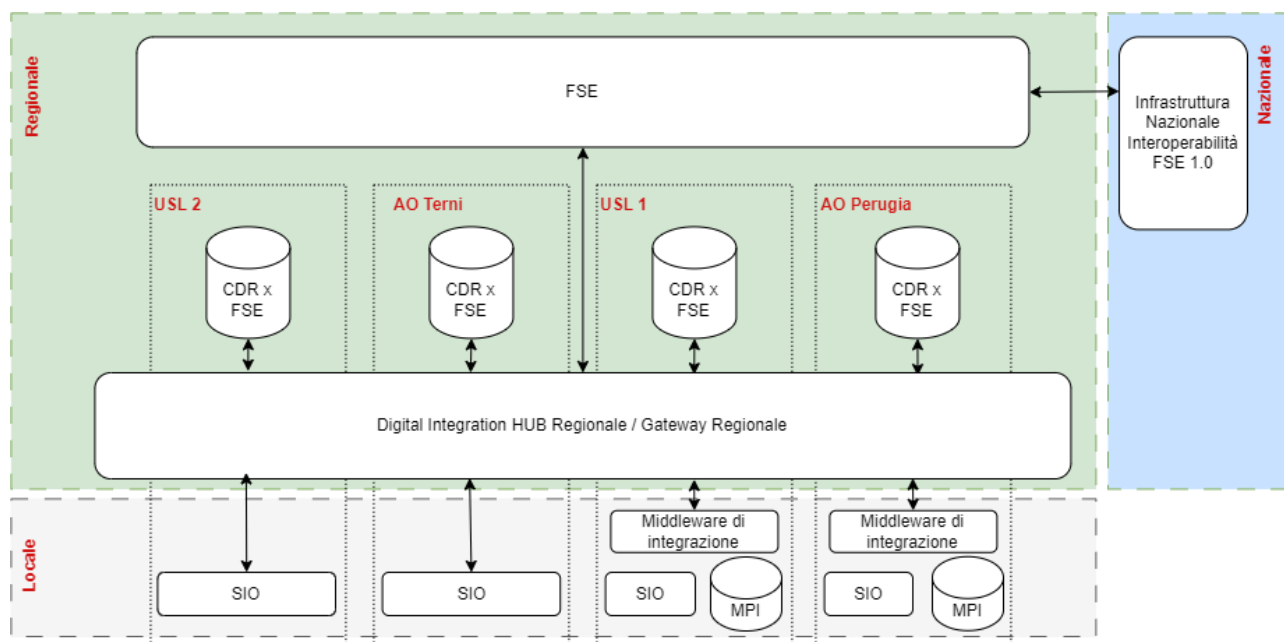 Regionale
FSE
Infrastruttura
Nazionale
Interoperabilità
FSE 1.0
Nazionale
USL 2
AO Terni
USL 1
AO Perugia
CDR x
FSE
CDR x
FSE
CDR x
FSE
CDR x
FSE
Digital Integration HUB Regionale / Gateway Regionale
Locale
Middleware di
integrazione
Middleware di
integrazione
SIO
SIO
SIO
MPI
SIO
MPI